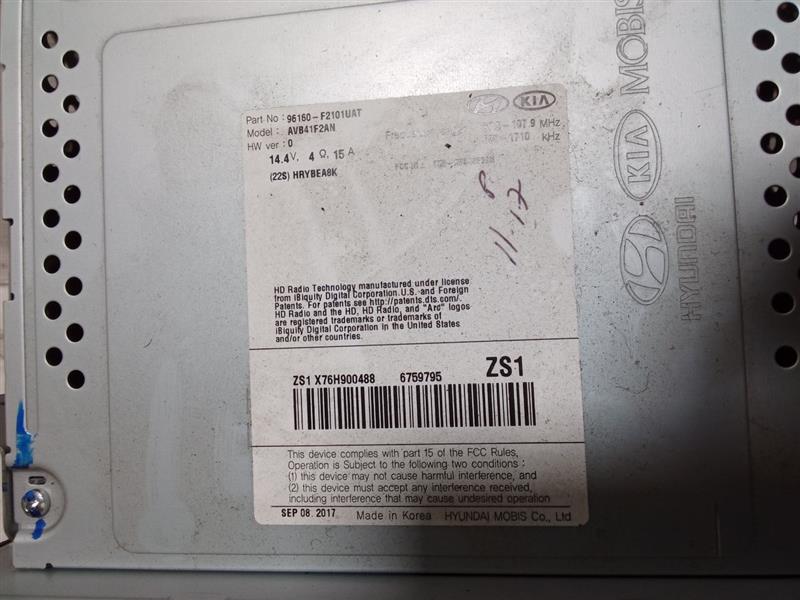 Part No : 96160-F2101UAT
Model : AVB41F2AN
HW ver : 0
14.4V, 4 Ω, 15 A
(22S) HRYBEA8K
KIA
107.9 MHz
1710 kHz
8
11-17
HD Radio Technology manufactured under license
from iBiquity Digital Corporation.U.S. and Foreign
Patents. For patents see http://patents.dts.com/.
HD Radio and the HD, HD Radio, and "Arc" logos
are registered trademarks or trademarks of
iBiquity Digital Corporation in the United States
and/or other countries.
ZS1 X76H900488 6759795 ZS1
This device complies with part 15 of the FCC Rules,
Operation is Subject to the following two conditions :
(1) this device may not cause harmful interference, and
(2) this device must accept any interference received,
including interference that may cause undesired operation
SEP 08. 2017 Made in Korea HYUNDAI MOBIS Co., Ltd
HYUNDAI
KIA MOBIS